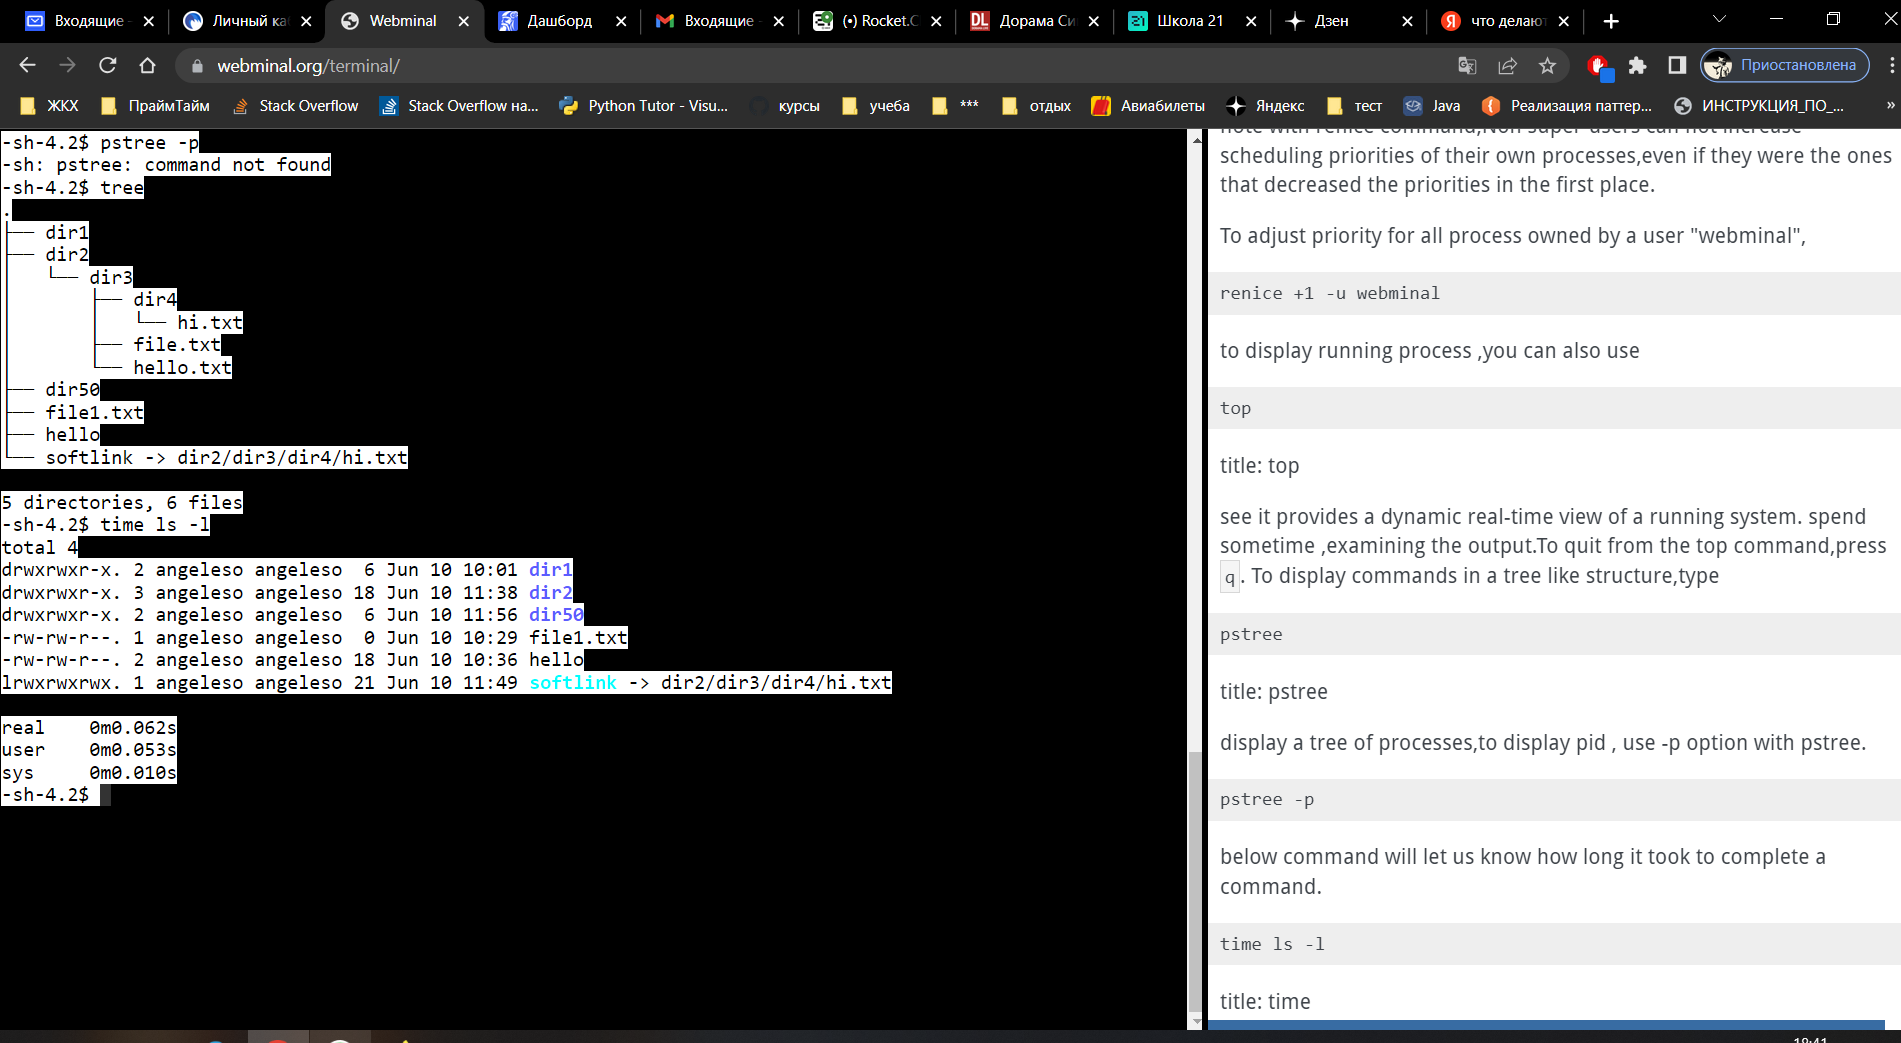 Входящие -
Личный ка
Webminal
Дашборд
Входящие -
(•) Rocket.C
Дорама Си
Школа 21
Дзен
что делают
webminal.org/terminal/
Приостановлена
ЖКХ
ПраймТайм
Stack Overflow
Stack Overflow на...
Python Tutor - Visu...
курсы
учеба
***
отдых
Авиабилеты
Яндекс
тест
Java
Реализация паттер...
ИНСТРУКЦИЯ_ПО_...
»
-sh-4.2$ pstree -p
-sh: pstree: command not found
-sh-4.2$ tree
.
├── dir1
├── dir2
│   └── dir3
│       ├── dir4
│       │   └── hi.txt
│       ├── file.txt
│       └── hello.txt
├── dir50
├── file1.txt
├── hello
└── softlink -> dir2/dir3/dir4/hi.txt
5 directories, 6 files
-sh-4.2$ time ls -l
total 4
drwxrwxr-x. 2 angeleso angeleso  6 Jun 10 10:01 dir1
drwxrwxr-x. 3 angeleso angeleso 18 Jun 10 11:38 dir2
drwxrwxr-x. 2 angeleso angeleso  6 Jun 10 11:56 dir50
-rw-rw-r--. 1 angeleso angeleso  0 Jun 10 10:29 file1.txt
-rw-rw-r--. 2 angeleso angeleso 18 Jun 10 10:36 hello
lrwxrwxrwx. 1 angeleso angeleso 21 Jun 10 11:49 softlink -> dir2/dir3/dir4/hi.txt
real    0m0.062s
user    0m0.053s
sys     0m0.010s
-sh-4.2$
note with renice command,Non super-users can not increase
scheduling priorities of their own processes,even if they were the ones
that decreased the priorities in the first place.
To adjust priority for all process owned by a user "webminal",
renice +1 -u webminal
to display running process ,you can also use
top
title: top
see it provides a dynamic real-time view of a running system. spend
sometime ,examining the output.To quit from the top command,press
q. To display commands in a tree like structure,type
pstree
title: pstree
display a tree of processes,to display pid , use -p option with pstree.
pstree -p
below command will let us know how long it took to complete a
command.
time ls -l
title: time
18:41